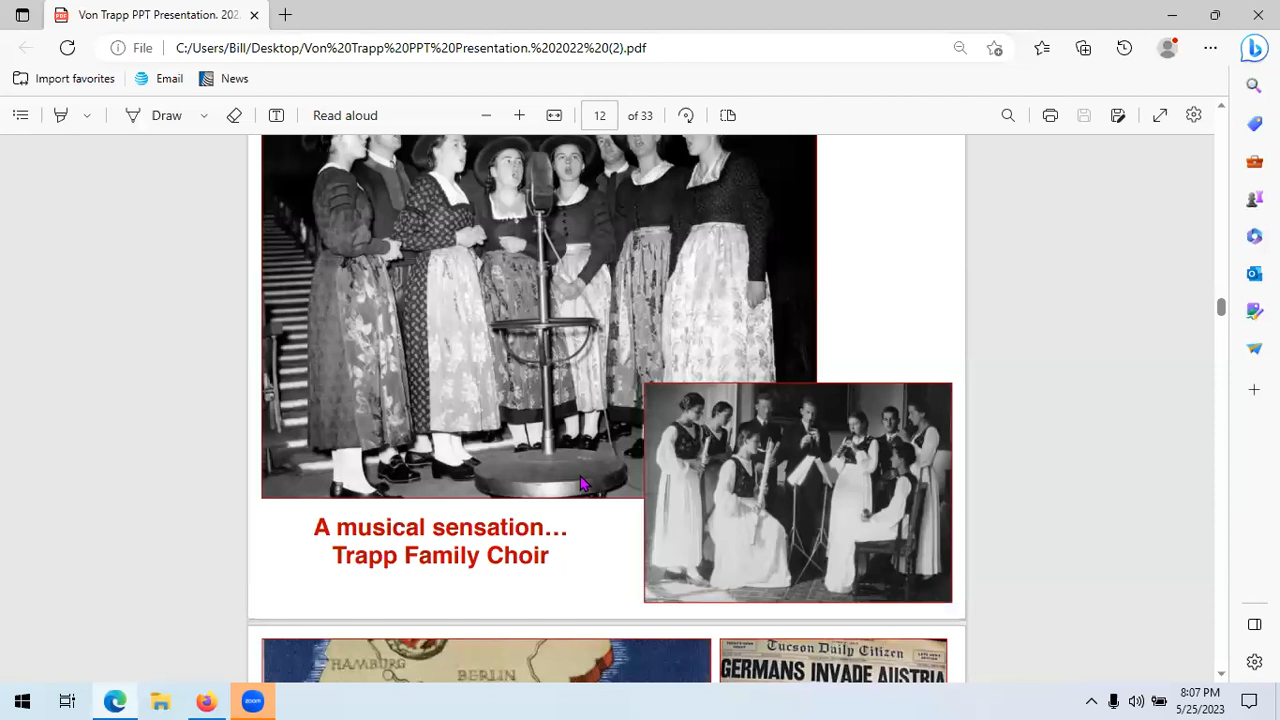 Von Trapp PPT Presentation. 202
File
C:/Users/Bill/Desktop/Von%20Trapp%20PPT%20Presentation.%202022%20(2).pdf
Import favorites
Email
News
Draw
Read aloud
12
of 33
A musical sensation…
Trapp Family Choir
HAMBURG
BERLIN
Tucson Daily Citizen
GERMANS INVADE AUSTRIA
zoom
8:07 PM
5/25/2023